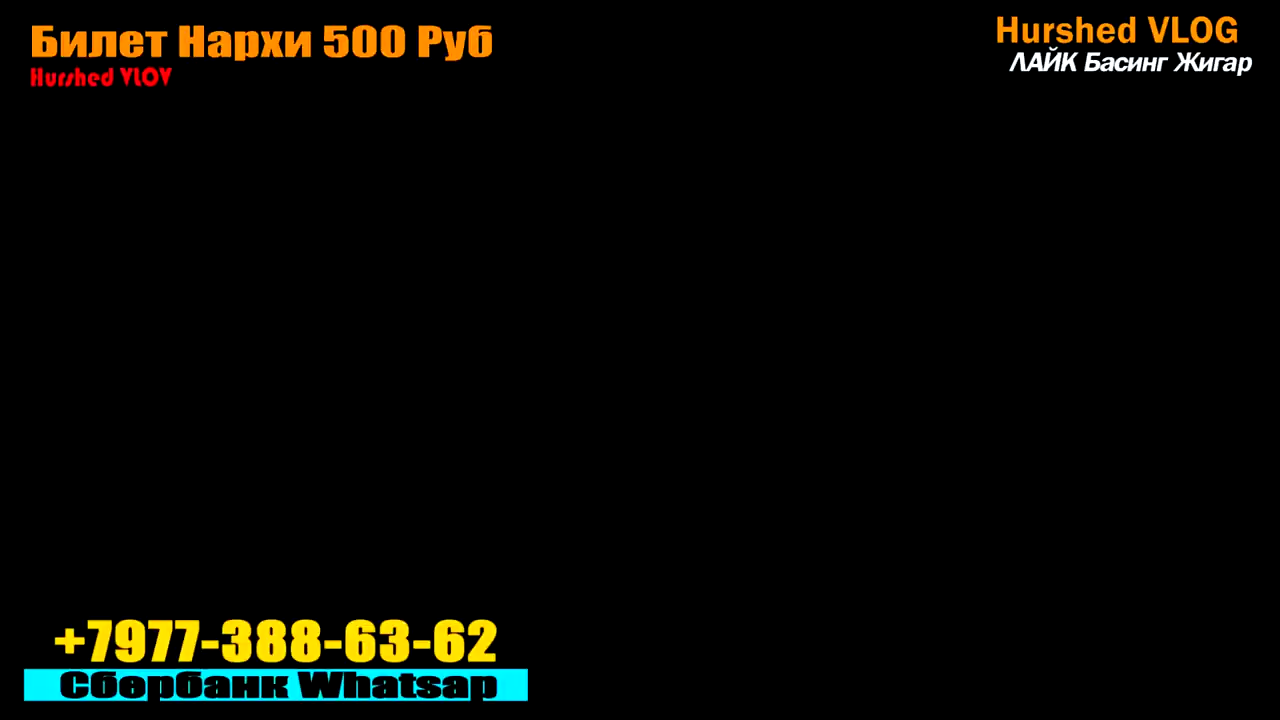 Билет Нархи 500 Руб
Hurshed VLOV
Hurshed VLOG
ЛАЙК Басинг Жигар
+7977-388-63-62
Сбербанк Whatsap